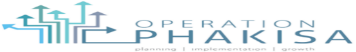 OPERATION
PHAKISA
planning | implementation | growth